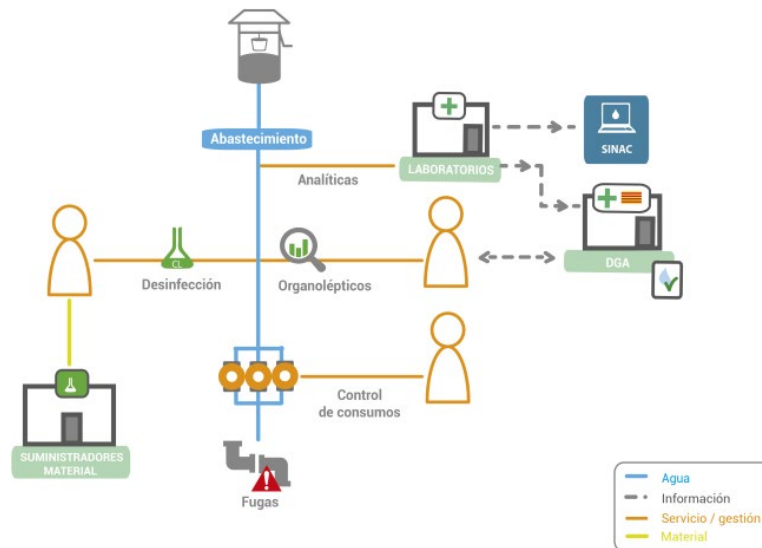 Abastecimiento
SINAC
Analíticas
LABORATORIOS
CL
Desinfección
Organolépticos
DGA
Control
de consumos
SUMINISTRADORES
MATERIAL
Fugas
Agua
Información
Servicio / gestión
Material